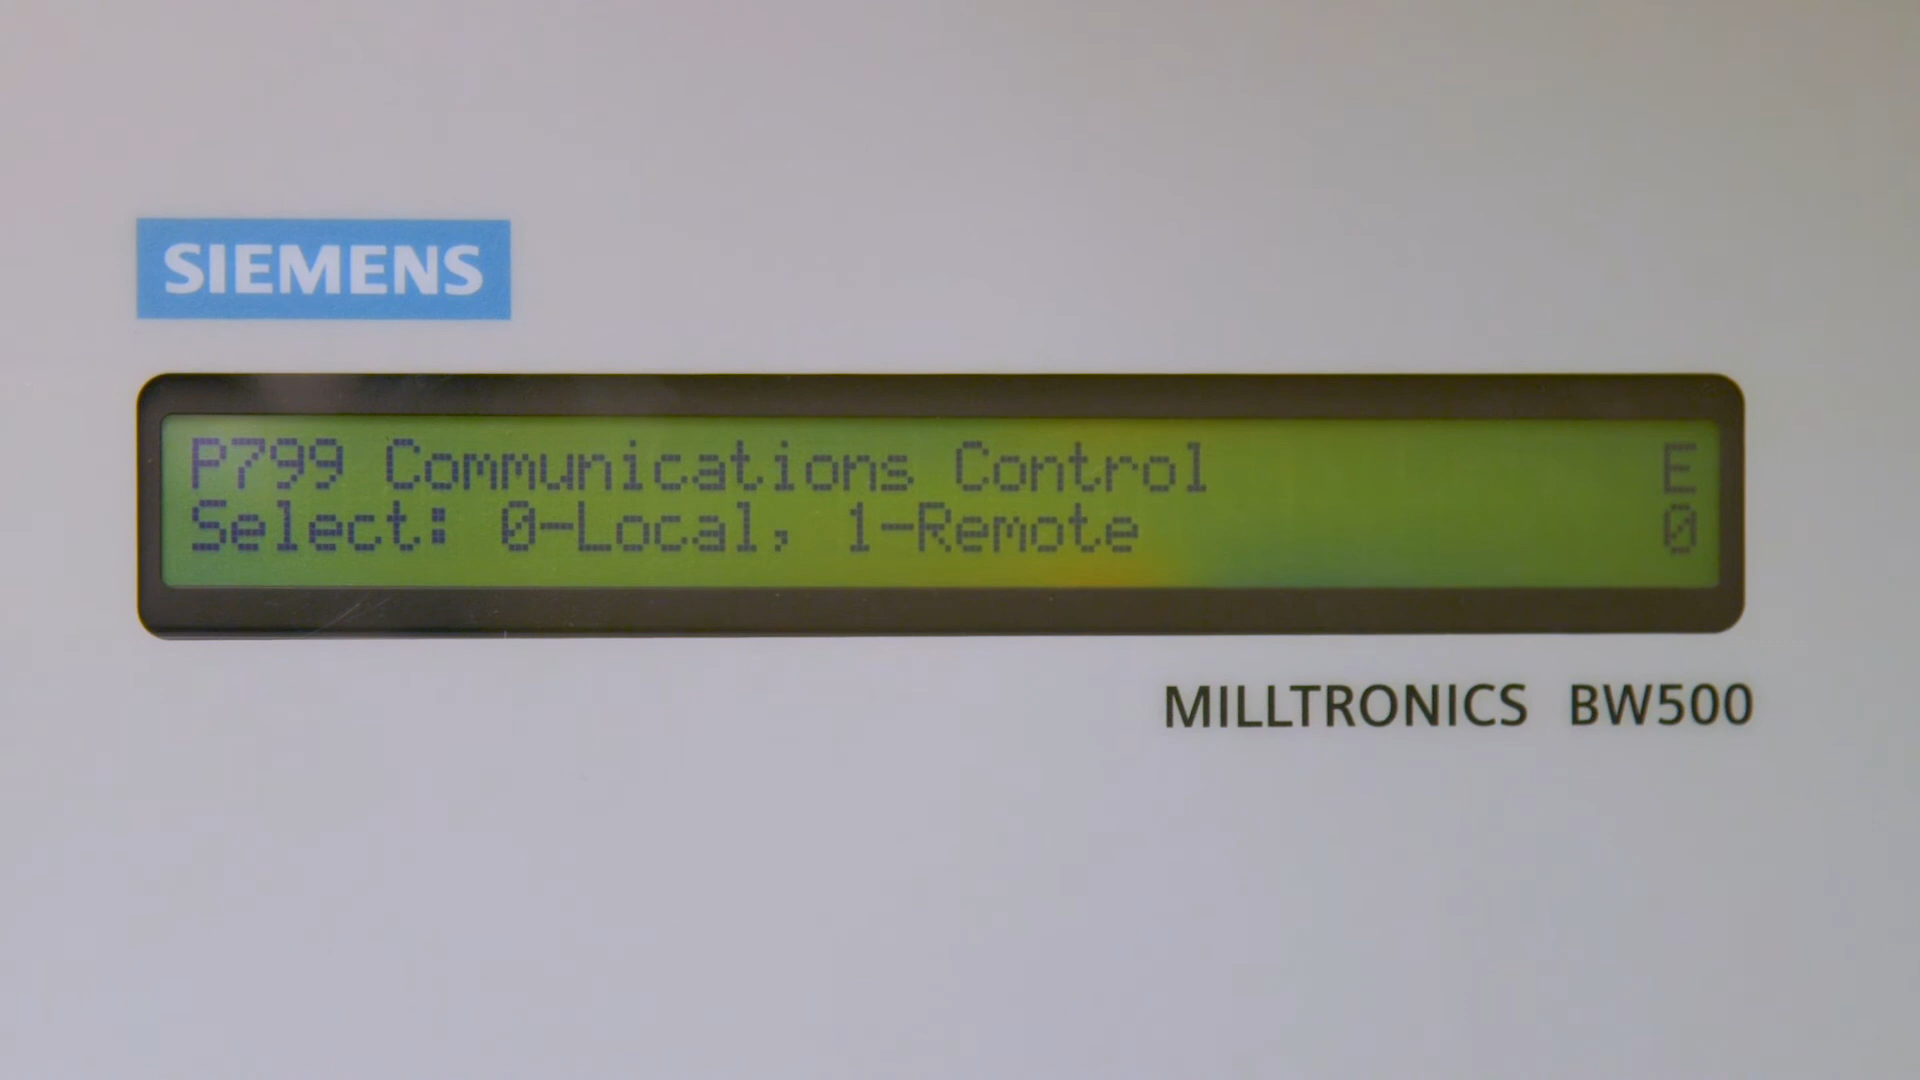 SIEMENS
P799 Communications Control E
Select: 0-Local, 1-Remote 0
MILLTRONICS BW500